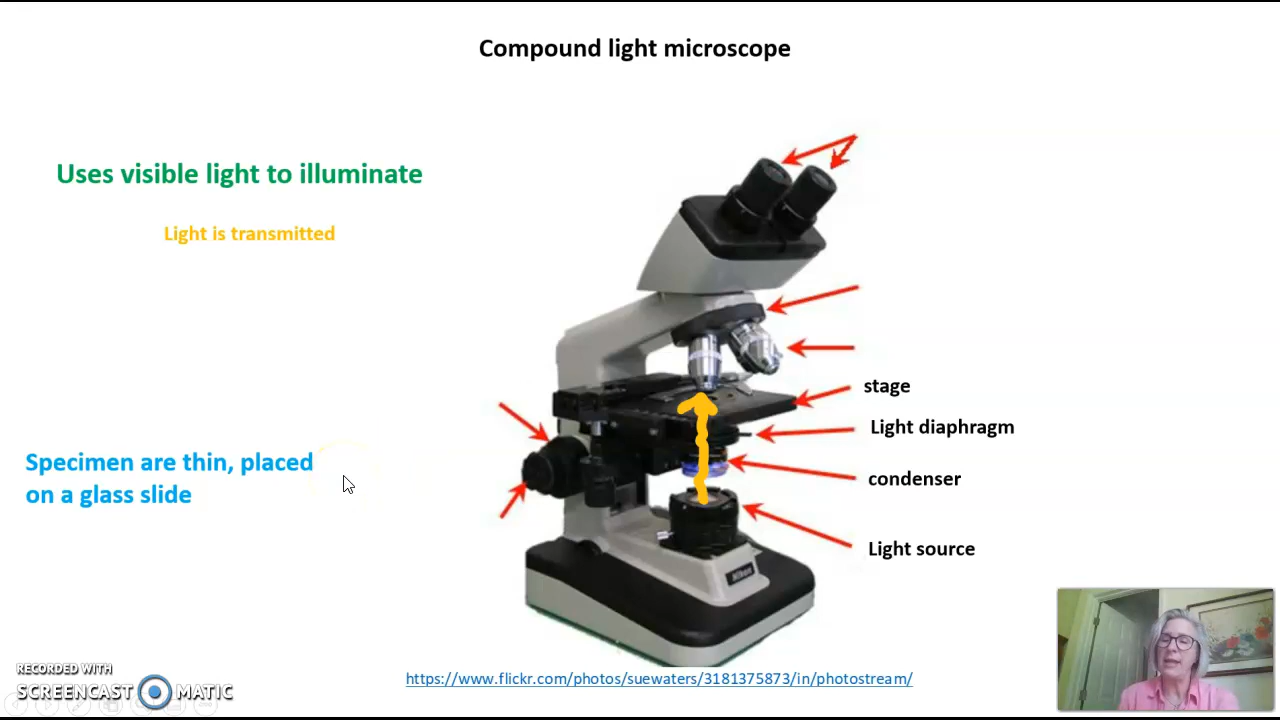 Compound light microscope
Uses visible light to illuminate
Light is transmitted
stage
Light diaphragm
Specimen are thin, placed
on a glass slide
condenser
Light source
Nikon
https://www.flickr.com/photos/suewaters/3181375873/in/photostream/
RECORDED WITH
SCREENCAST MATIC